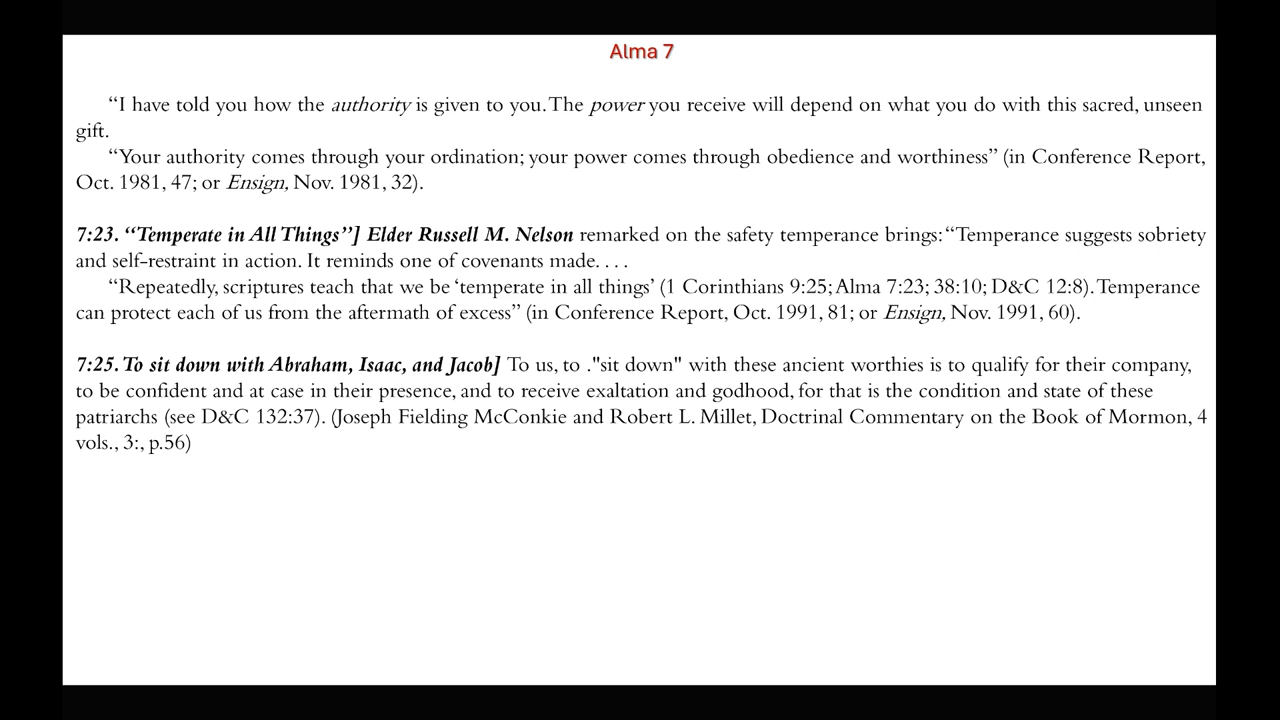 Alma 7
“I have told you how the authority is given to you. The power you receive will depend on what you do with this sacred, unseen
gift.
“Your authority comes through your ordination; your power comes through obedience and worthiness” (in Conference Report,
Oct. 1981, 47; or Ensign, Nov. 1981, 32).
7:23. “Temperate in All Things”] Elder Russell M. Nelson remarked on the safety temperance brings: “Temperance suggests sobriety
and self-restraint in action. It reminds one of covenants made. . . .
“Repeatedly, scriptures teach that we be ‘temperate in all things’ (1 Corinthians 9:25; Alma 7:23; 38:10; D&C 12:8). Temperance
can protect each of us from the aftermath of excess” (in Conference Report, Oct. 1991, 81; or Ensign, Nov. 1991, 60).
7:25. To sit down with Abraham, Isaac, and Jacob] To us, to ."sit down" with these ancient worthies is to qualify for their company,
to be confident and at case in their presence, and to receive exaltation and godhood, for that is the condition and state of these
patriarchs (see D&C 132:37). (Joseph Fielding McConkie and Robert L. Millet, Doctrinal Commentary on the Book of Mormon, 4
vols., 3:, p.56)